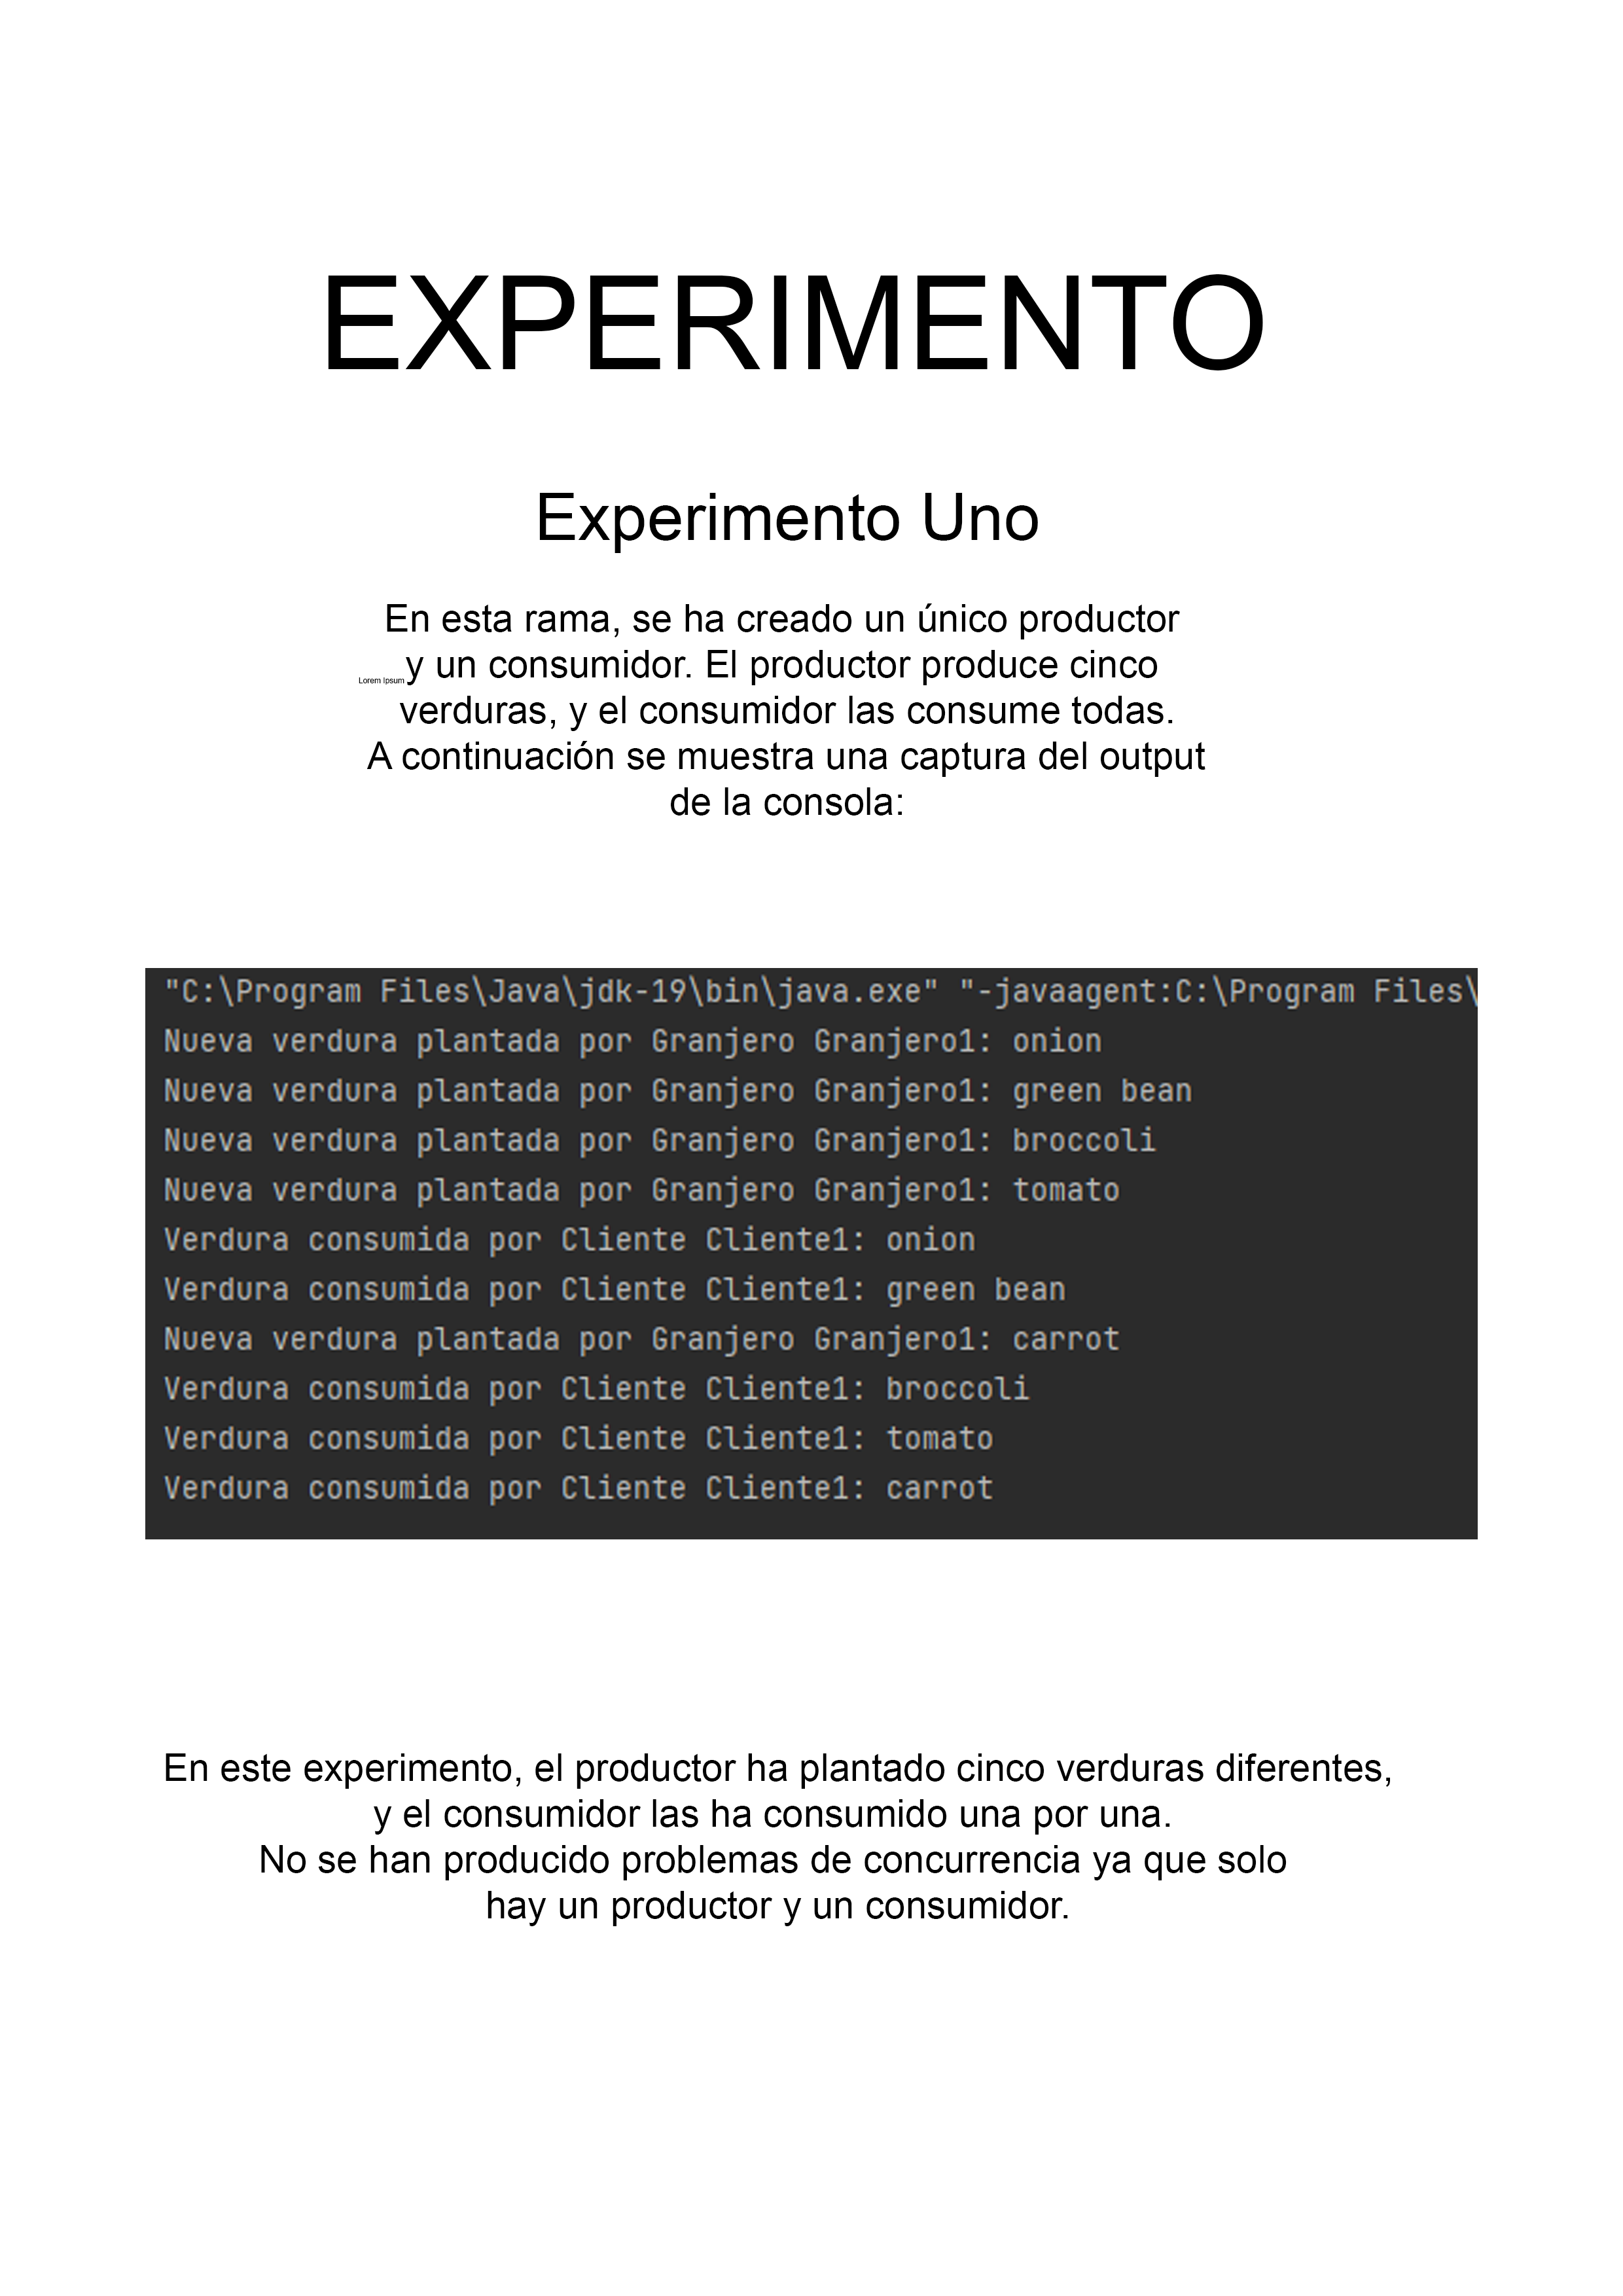 EXPERIMENTO
Experimento Uno
En esta rama, se ha creado un único productor
y un consumidor. El productor produce cinco
Lorem Ipsum
verduras, y el consumidor las consume todas.
A continuación se muestra una captura del output
de la consola:
"C:\Program Files\Java\jdk-19\bin\java.exe" "-javaagent:C:\Program Files\
Nueva verdura plantada por Granjero Granjero1: onion
Nueva verdura plantada por Granjero Granjero1: green bean
Nueva verdura plantada por Granjero Granjero1: broccoli
Nueva verdura plantada por Granjero Granjero1: tomato
Verdura consumida por Cliente Cliente1: onion
Verdura consumida por Cliente Cliente1: green bean
Nueva verdura plantada por Granjero Granjero1: carrot
Verdura consumida por Cliente Cliente1: broccoli
Verdura consumida por Cliente Cliente1: tomato
Verdura consumida por Cliente Cliente1: carrot
En este experimento, el productor ha plantado cinco verduras diferentes,
y el consumidor las ha consumido una por una.
No se han producido problemas de concurrencia ya que solo
hay un productor y un consumidor.